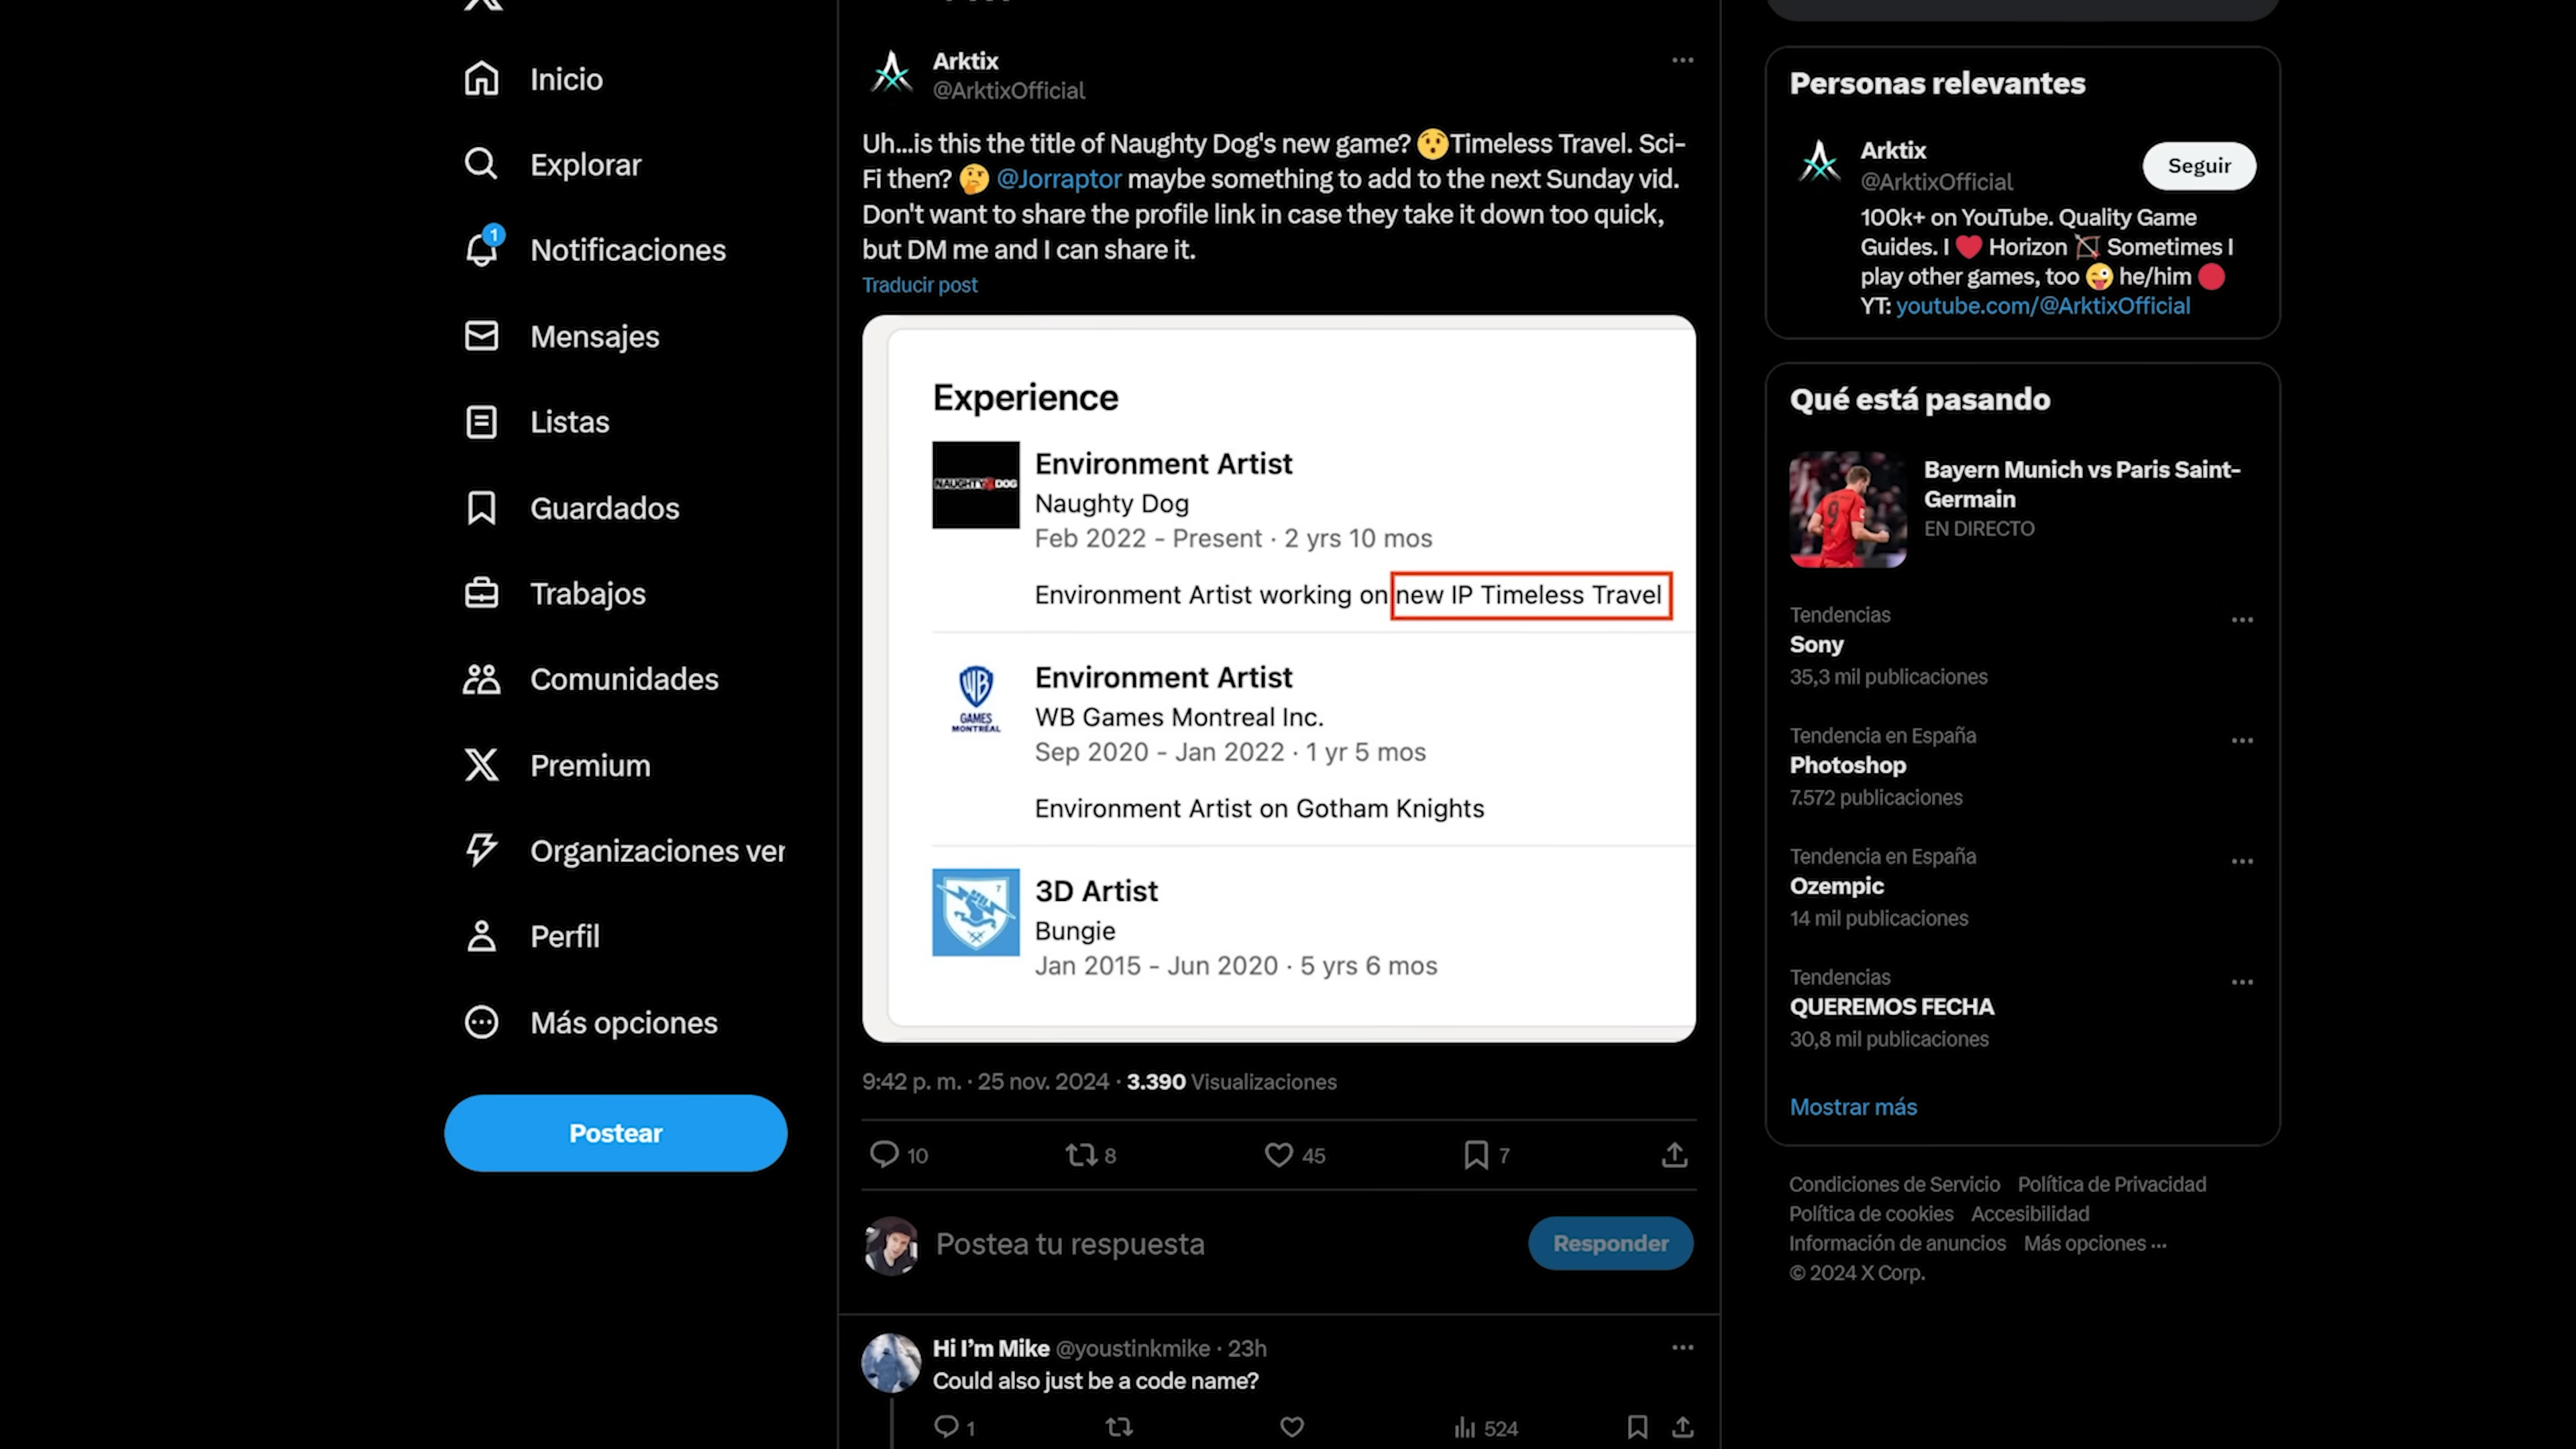 Inicio
Explorar
1
Notificaciones
Mensajes
Listas
Guardados
Trabajos
Comunidades
Premium
Organizaciones ver
Perfil
Más opciones
Postear
Arktix
@ArktixOfficial
Uh...is this the title of Naughty Dog's new game? 😯Timeless Travel. Sci-
Fi then? 🤔 @Jorraptor maybe something to add to the next Sunday vid.
Don't want to share the profile link in case they take it down too quick,
but DM me and I can share it.
Traducir post
Experience
NAUGHTY DOG
Environment Artist
Naughty Dog
Feb 2022 - Present · 2 yrs 10 mos
Environment Artist working on new IP Timeless Travel
WB
GAMES
MONTRÉAL
Environment Artist
WB Games Montreal Inc.
Sep 2020 - Jan 2022 · 1 yr 5 mos
Environment Artist on Gotham Knights
7
3D Artist
Bungie
Jan 2015 - Jun 2020 · 5 yrs 6 mos
9:42 p. m. · 25 nov. 2024 · 3.390 Visualizaciones
10 8 45 7
Postea tu respuesta
Responder
Hi I'm Mike @youstinkmike · 23h
Could also just be a code name?
1 524
Personas relevantes
Arktix
@ArktixOfficial
Seguir
100k+ on YouTube. Quality Game
Guides. I ❤️ Horizon 🏹 Sometimes I
play other games, too 😜 he/him 🔴
YT: youtube.com/@ArktixOfficial
Qué está pasando
Bayern Munich vs Paris Saint-
Germain
EN DIRECTO
9
Tendencias
Sony
35,3 mil publicaciones
Tendencia en España
Photoshop
7.572 publicaciones
Tendencia en España
Ozempic
14 mil publicaciones
Tendencias
QUEREMOS FECHA
30,8 mil publicaciones
Mostrar más
Condiciones de Servicio Política de Privacidad
Política de cookies Accesibilidad
Información de anuncios Más opciones ···
© 2024 X Corp.